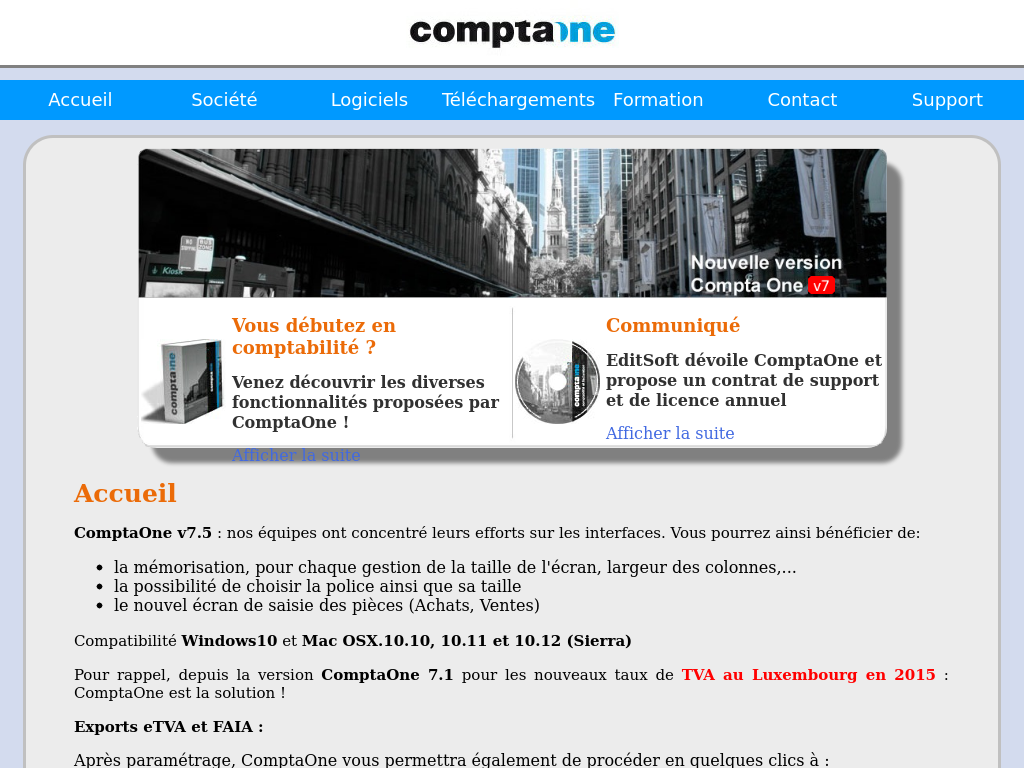 comptaone
Accueil
Société
Logiciels
Téléchargements
Formation
Contact
Support
Kiosk
Nouvelle version
Compta One v7
Vous débutez en
comptabilité ?
Venez découvrir les diverses
fonctionnalités proposées par
ComptaOne !
Afficher la suite
comptaone
Communiqué
EditSoft dévoile ComptaOne et
propose un contrat de support
et de licence annuel
Afficher la suite
comptaone
Accueil
ComptaOne v7.5 : nos équipes ont concentré leurs efforts sur les interfaces. Vous pourrez ainsi bénéficier de:
la mémorisation, pour chaque gestion de la taille de l'écran, largeur des colonnes,...
la possibilité de choisir la police ainsi que sa taille
le nouvel écran de saisie des pièces (Achats, Ventes)
Compatibilité Windows10 et Mac OSX.10.10, 10.11 et 10.12 (Sierra)
Pour rappel, depuis la version ComptaOne 7.1 pour les nouveaux taux de TVA au Luxembourg en 2015 :
ComptaOne est la solution !
Exports eTVA et FAIA :
Après paramétrage, ComptaOne vous permettra également de procéder en quelques clics à :